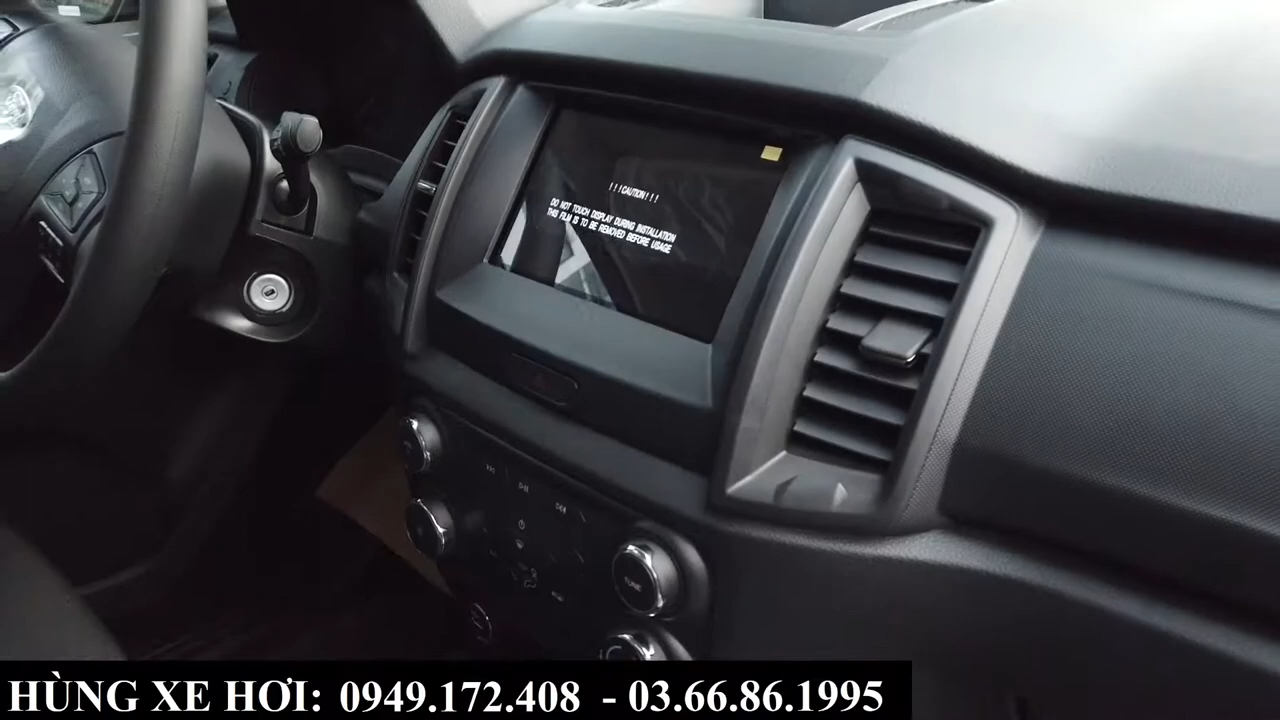 ! ! ! CAUTION ! ! !
DO NOT TOUCH DISPLAY DURING INSTALLATION
THIS FILM IS TO BE REMOVED BEFORE USAGE
TUNE
HÙNG XE HƠI: 0949.172.408 - 03.66.86.1995